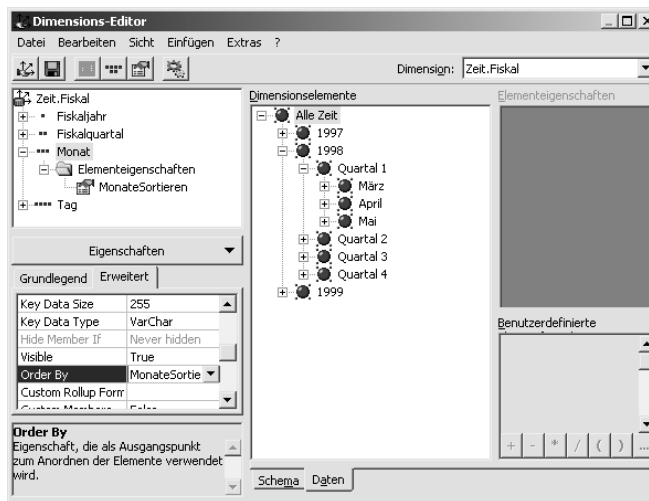 Dimensions-Editor
Datei Bearbeiten Sicht Einfügen Extras ?
Dimension: Zeit.Fiskal
Zeit.Fiskal
Fiskaljahr
Fiskalquartal
Monat
Elementeigenschaften
MonateSortieren
Tag
Eigenschaften
Grundlegend Erweitert
Key Data Size 255
Key Data Type VarChar
Hide Member If Never hidden
Visible True
Order By MonateSortie
Custom Rollup Form
Order By
Eigenschaft, die als Ausgangspunkt
zum Anordnen der Elemente verwendet
wird.
Dimensionselemente
Alle Zeit
1997
1998
Quartal 1
März
April
Mai
Quartal 2
Quartal 3
Quartal 4
1999
Schema Daten
Elementeigenschaften
Benutzerdefinierte
+ - * / ( ) ...